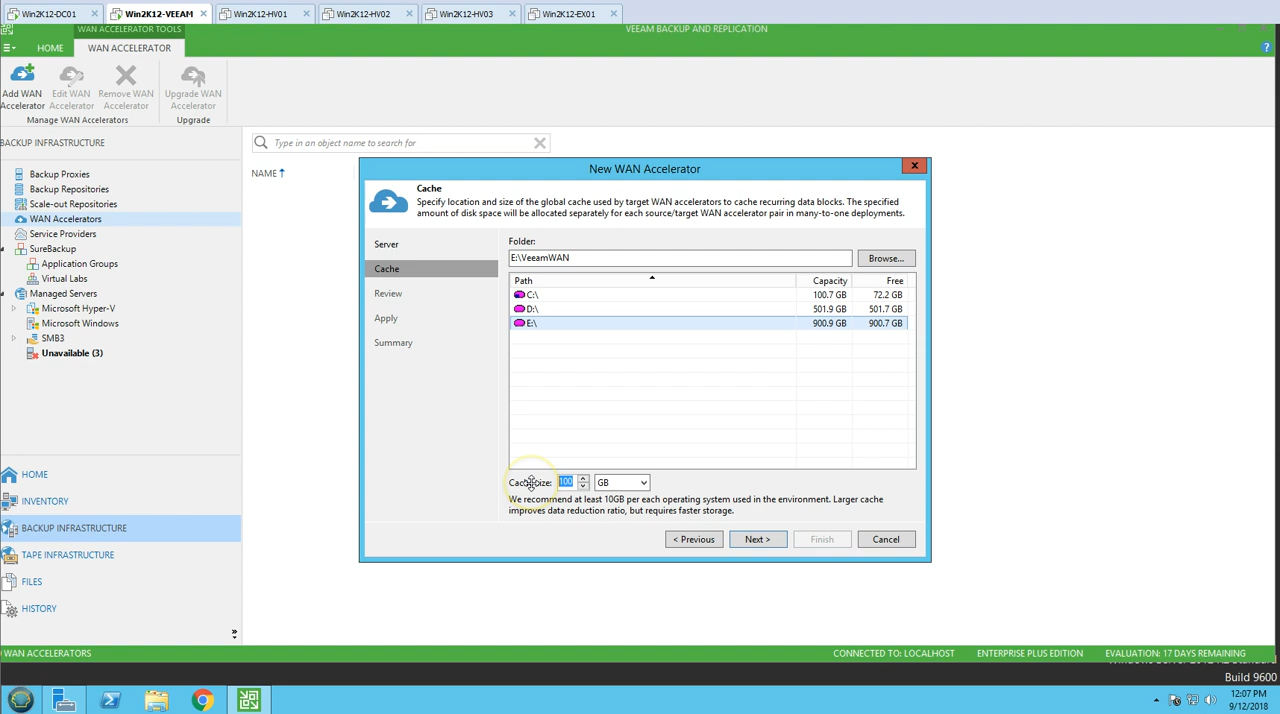 Win2K12-DC01
Win2K12-VEEAM
Win2K12-HV01
Win2K12-HV02
Win2K12-HV03
Win2K12-EX01
WAN ACCELERATOR TOOLS
VEEAM BACKUP AND REPLICATION
HOME
WAN ACCELERATOR
Add WAN
Accelerator
Edit WAN
Accelerator
Remove WAN
Accelerator
Upgrade WAN
Accelerator
Manage WAN Accelerators
Upgrade
BACKUP INFRASTRUCTURE
Backup Proxies
Backup Repositories
Scale-out Repositories
WAN Accelerators
Service Providers
SureBackup
Application Groups
Virtual Labs
Managed Servers
Microsoft Hyper-V
Microsoft Windows
SMB3
Unavailable (3)
HOME
INVENTORY
BACKUP INFRASTRUCTURE
TAPE INFRASTRUCTURE
FILES
HISTORY
Type in an object name to search for
NAME
New WAN Accelerator
Cache
Specify location and size of the global cache used by target WAN accelerators to cache recurring data blocks. The specified
amount of disk space will be allocated separately for each source/target WAN accelerator pair in many-to-one deployments.
Server
Cache
Review
Apply
Summary
Folder:
E:\VeeamWAN
Browse...
Path Capacity Free
C:\ 100.7 GB 72.2 GB
D:\ 501.9 GB 501.7 GB
E:\ 900.9 GB 900.7 GB
Cache size: 100 GB
We recommend at least 10GB per each operating system used in the environment. Larger cache
improves data reduction ratio, but requires faster storage.
< Previous
Next >
Finish
Cancel
WAN ACCELERATORS
CONNECTED TO: LOCALHOST
ENTERPRISE PLUS EDITION
EVALUATION: 17 DAYS REMAINING
Build 9600
12:07 PM
9/12/2018